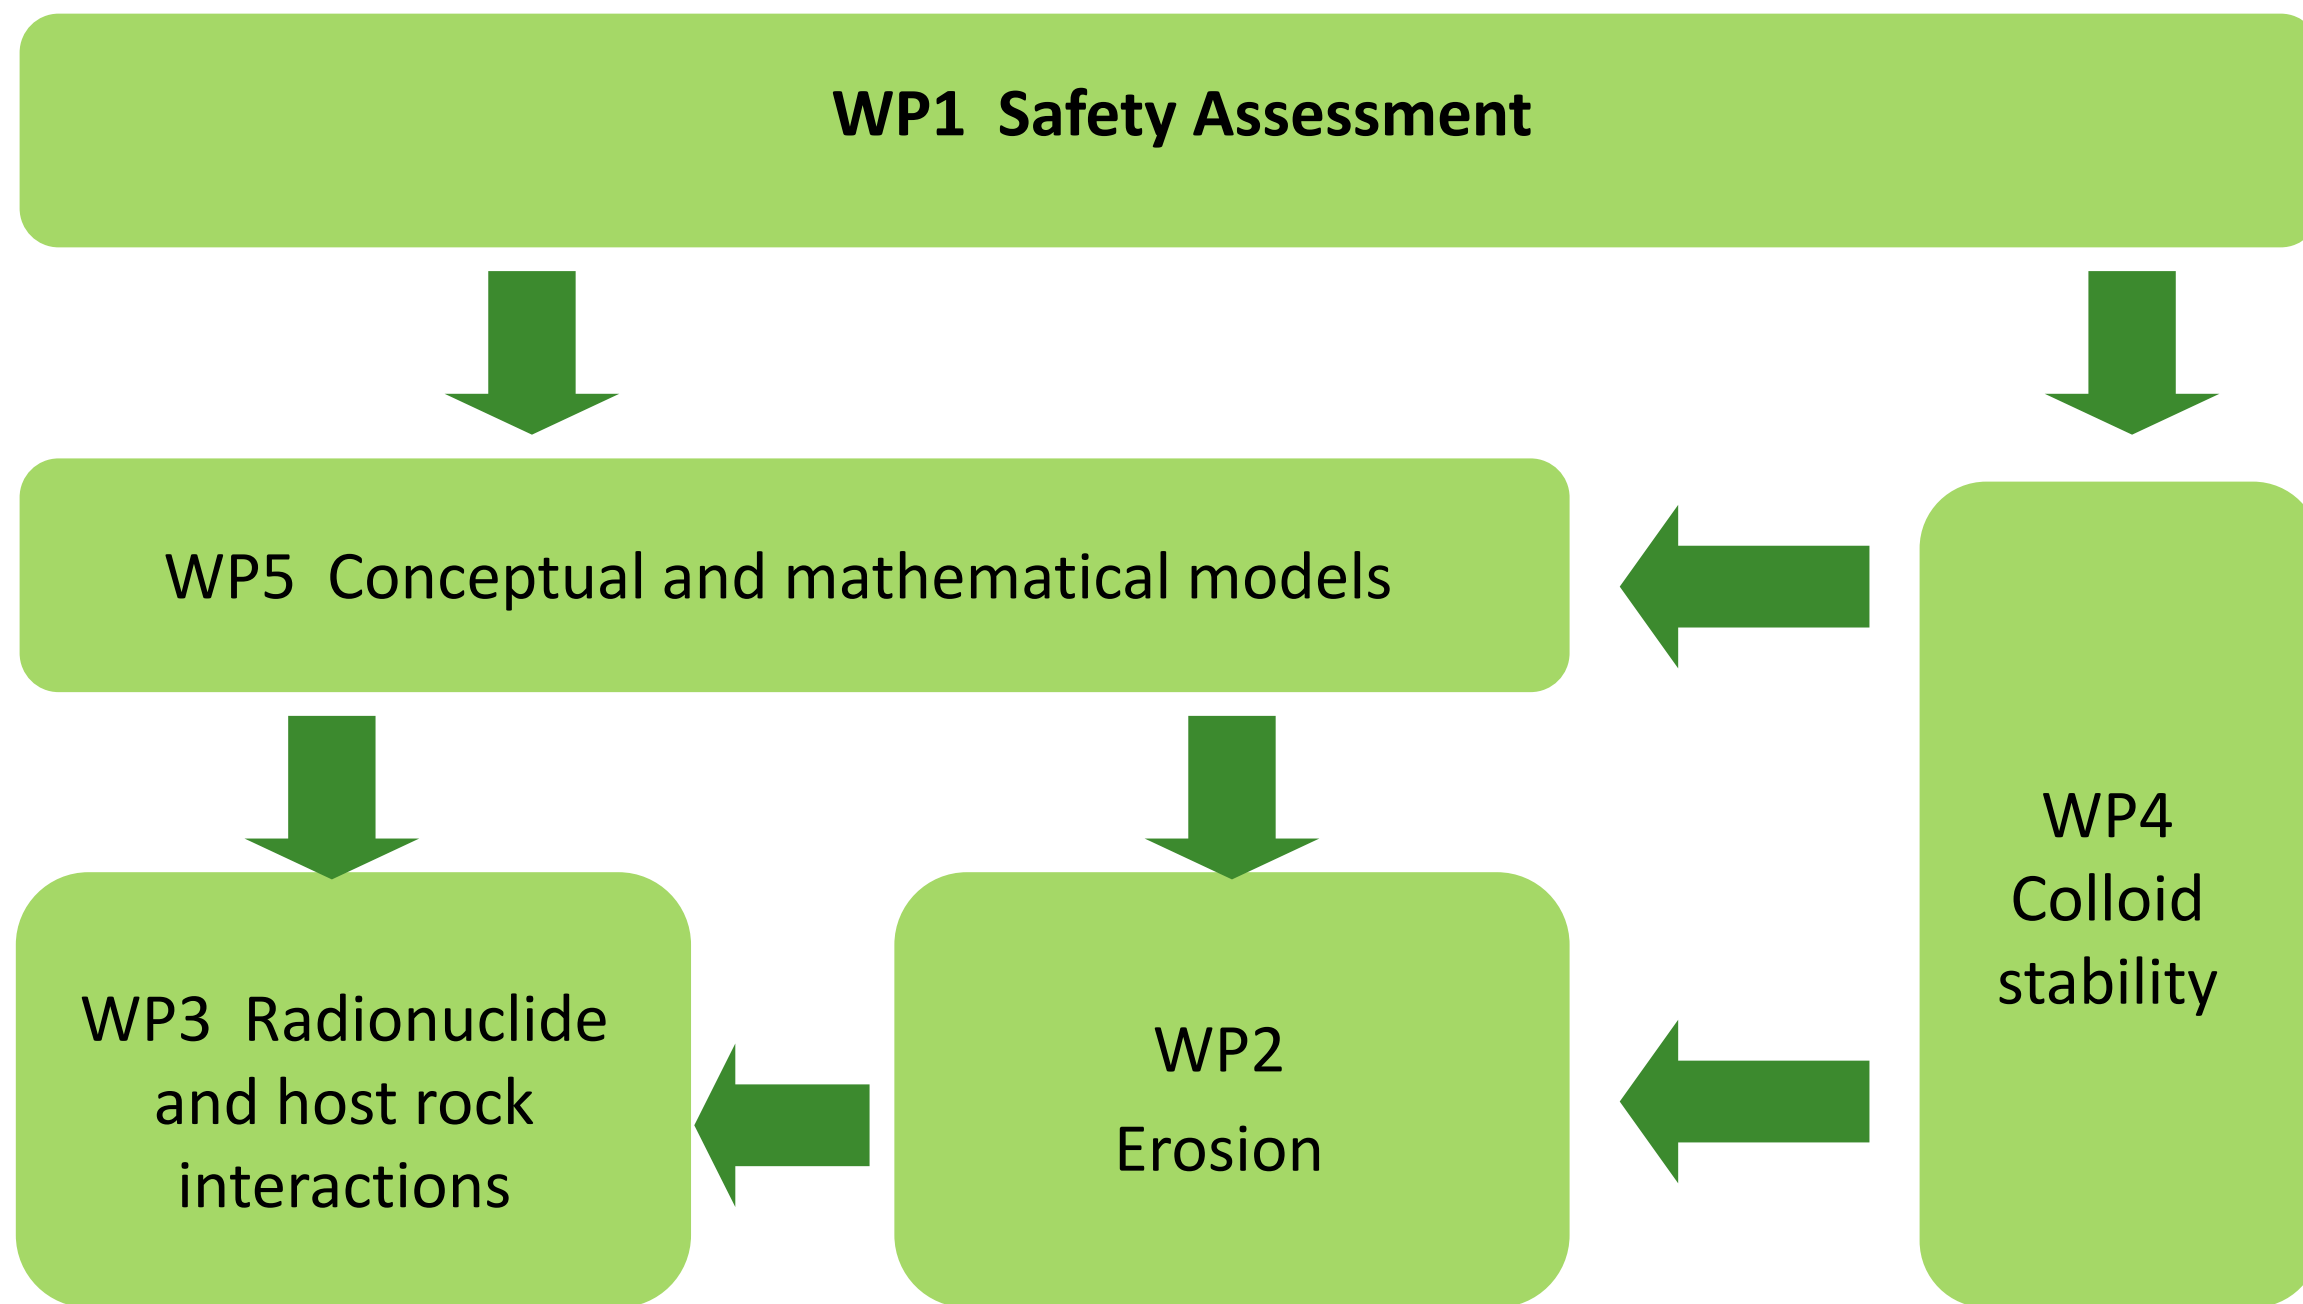 WP1 Safety Assessment
WP5 Conceptual and mathematical models
WP4
Colloid
stability
WP3 Radionuclide
and host rock
interactions
WP2
Erosion